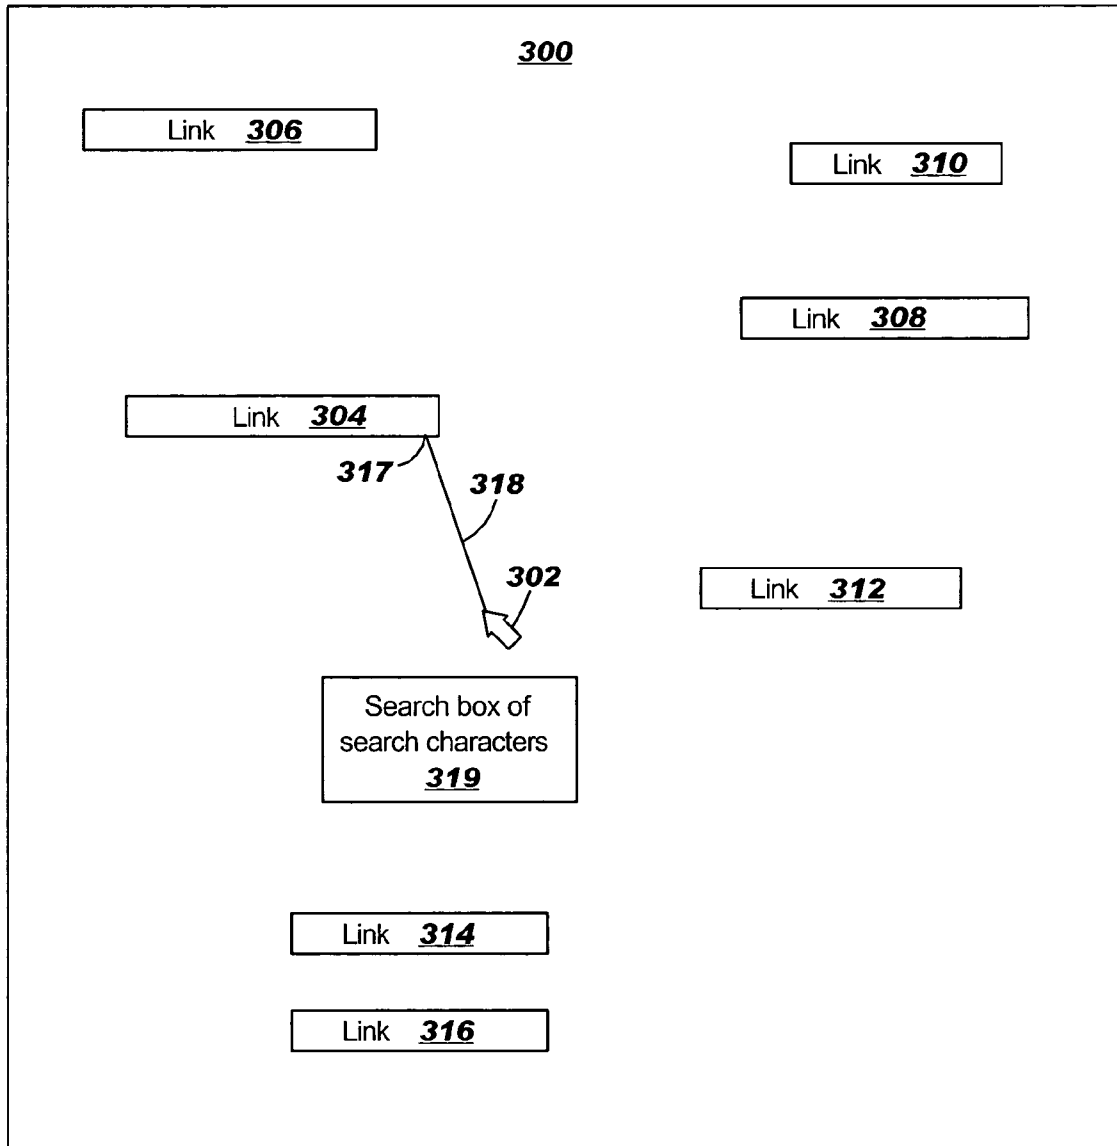 300
Link 306
Link 310
Link 308
Link 304
317
318
302
Link 312
Search box of
search characters
319
Link 314
Link 316